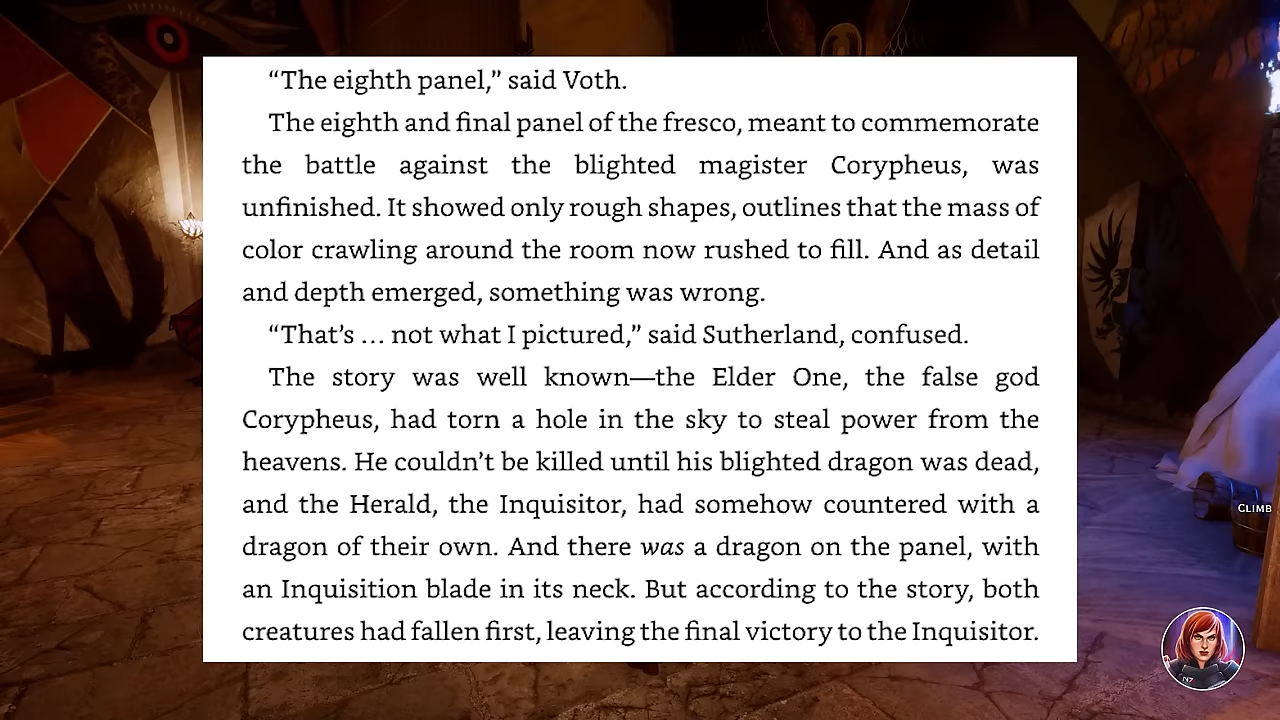 “The eighth panel,” said Voth.
The eighth and final panel of the fresco, meant to commemorate
the battle against the blighted magister Corypheus, was
unfinished. It showed only rough shapes, outlines that the mass of
color crawling around the room now rushed to fill. And as detail
and depth emerged, something was wrong.
“That’s … not what I pictured,” said Sutherland, confused.
The story was well known—the Elder One, the false god
Corypheus, had torn a hole in the sky to steal power from the
heavens. He couldn’t be killed until his blighted dragon was dead,
and the Herald, the Inquisitor, had somehow countered with a
dragon of their own. And there was a dragon on the panel, with
an Inquisition blade in its neck. But according to the story, both
creatures had fallen first, leaving the final victory to the Inquisitor.
CLIMB
N7